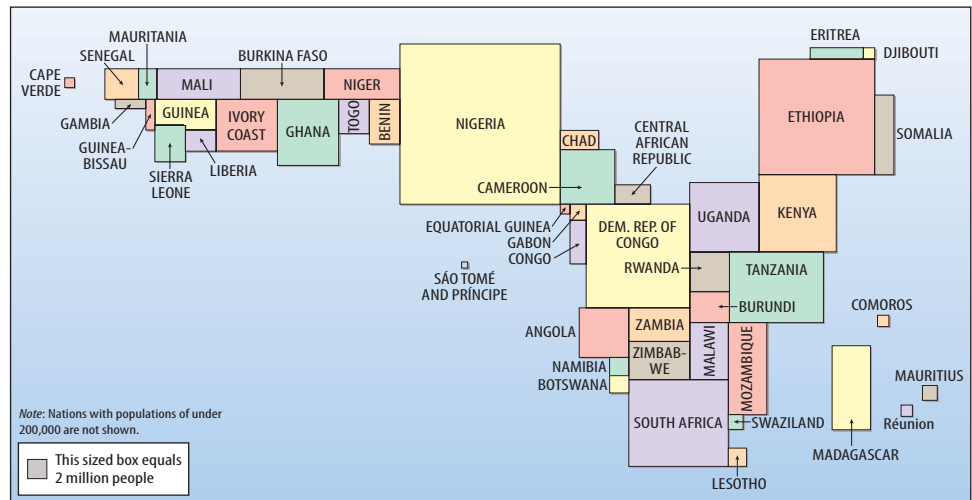 MAURITANIA
SENEGAL
CAPE
VERDE
MALI
BURKINA FASO
NIGER
GAMBIA
GUINEA-
BISSAU
GUINEA
SIERRA
LEONE
LIBERIA
IVORY
COAST
GHANA
TOGO
BENIN
NIGERIA
CHAD
CENTRAL
AFRICAN
REPUBLIC
CAMEROON
EQUATORIAL GUINEA
GABON
CONGO
SÁO TOMÉ
AND PRÍNCIPE
DEM. REP. OF
CONGO
ERITREA
DJIBOUTI
ETHIOPIA
SOMALIA
UGANDA
KENYA
RWANDA
TANZANIA
BURUNDI
ANGOLA
ZAMBIA
ZIMBAB-
WE
MALAWI
MOZAMBIQUE
NAMIBIA
BOTSWANA
SOUTH AFRICA
SWAZILAND
LESOTHO
COMOROS
MAURITIUS
Réunion
MADAGASCAR
Note: Nations with populations of under
200,000 are not shown.
This sized box equals
2 million people